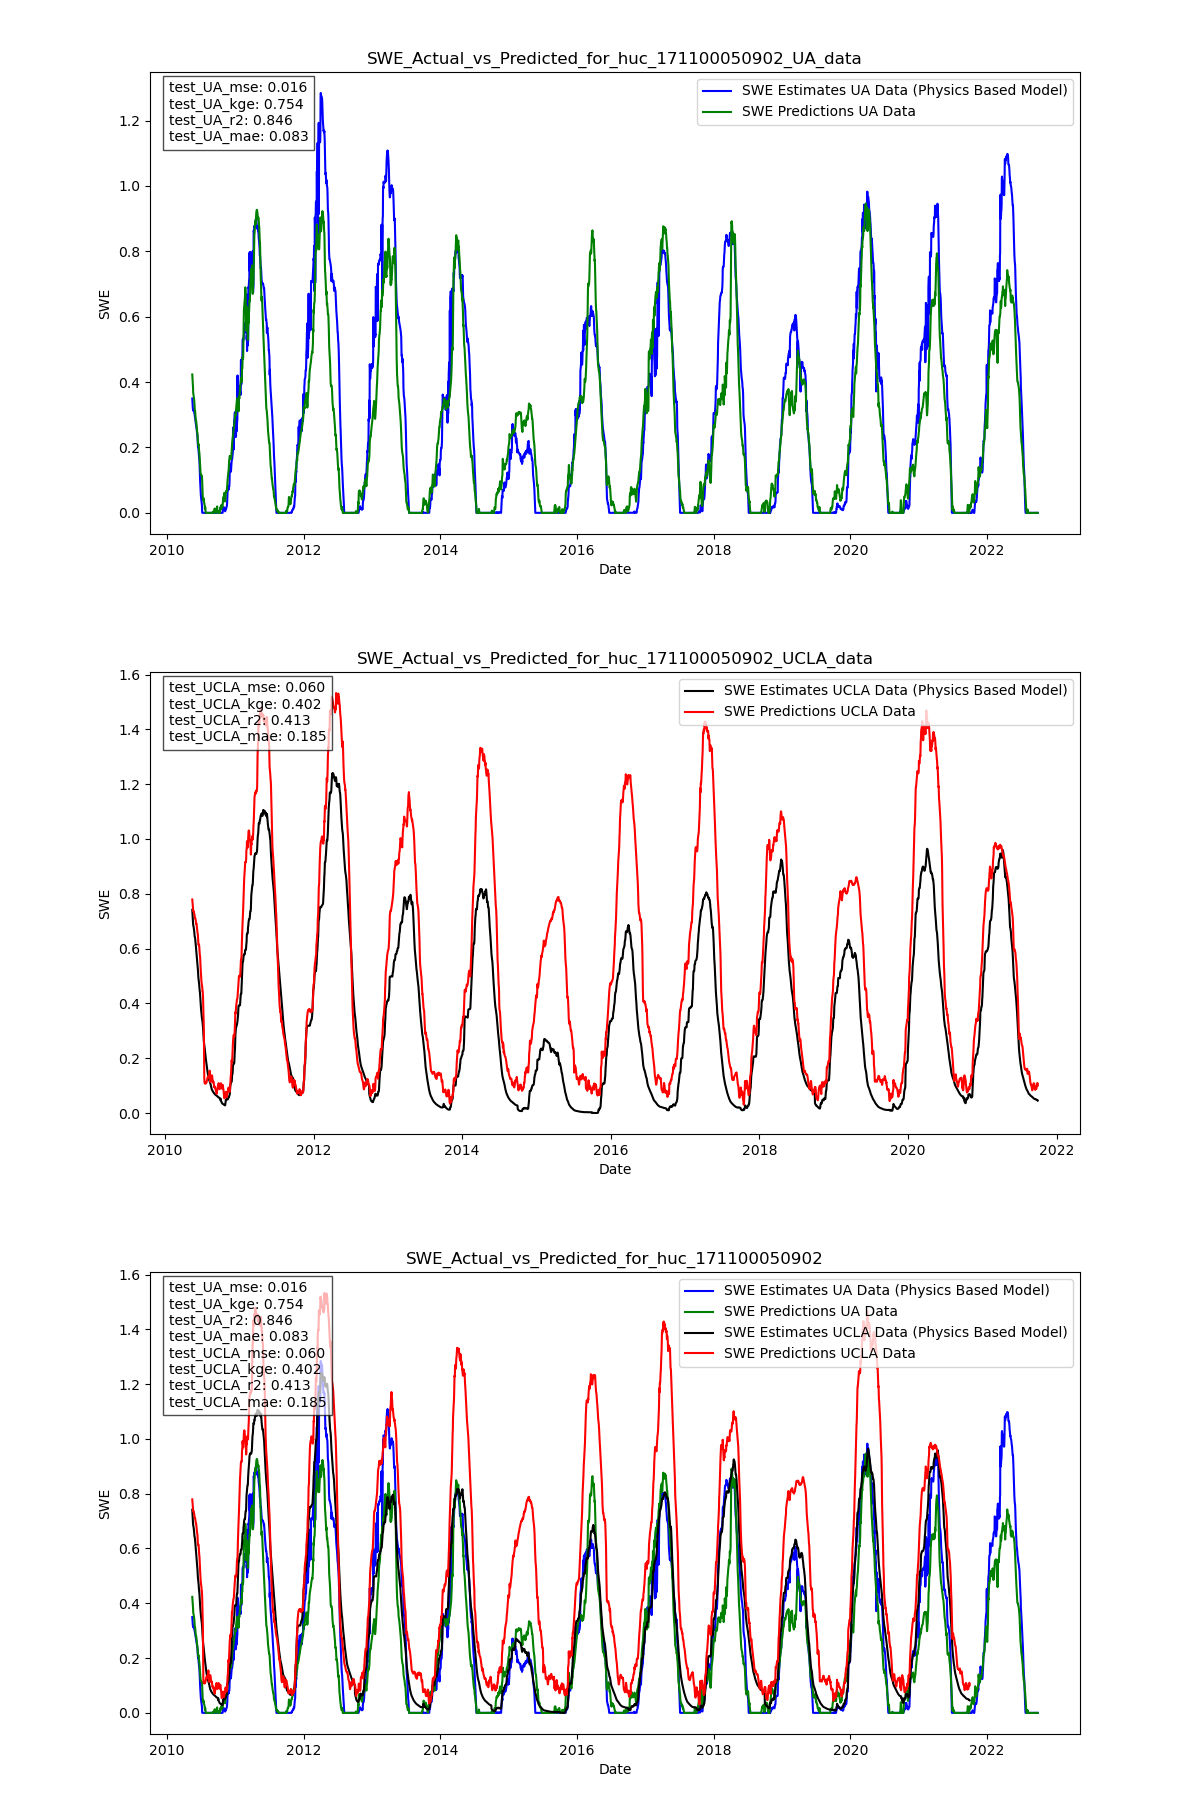 SWE_Actual_vs_Predicted_for_huc_171100050902_UA_data
test_UA_mse: 0.016
test_UA_kge: 0.754
test_UA_r2: 0.846
test_UA_mae: 0.083
SWE Estimates UA Data (Physics Based Model)
SWE Predictions UA Data
1.2
1.0
0.8
0.6
0.4
0.2
0.0
SWE
2010 2012 2014 2016 2018 2020 2022
Date
SWE_Actual_vs_Predicted_for_huc_171100050902_UCLA_data
test_UCLA_mse: 0.060
test_UCLA_kge: 0.402
test_UCLA_r2: 0.413
test_UCLA_mae: 0.185
SWE Estimates UCLA Data (Physics Based Model)
SWE Predictions UCLA Data
1.6
1.4
1.2
1.0
0.8
0.6
0.4
0.2
0.0
SWE
2010 2012 2014 2016 2018 2020 2022
Date
SWE_Actual_vs_Predicted_for_huc_171100050902
test_UA_mse: 0.016
test_UA_kge: 0.754
test_UA_r2: 0.846
test_UA_mae: 0.083
test_UCLA_mse: 0.060
test_UCLA_kge: 0.402
test_UCLA_r2: 0.413
test_UCLA_mae: 0.185
SWE Estimates UA Data (Physics Based Model)
SWE Predictions UA Data
SWE Estimates UCLA Data (Physics Based Model)
SWE Predictions UCLA Data
1.6
1.4
1.2
1.0
0.8
0.6
0.4
0.2
0.0
SWE
2010 2012 2014 2016 2018 2020 2022
Date